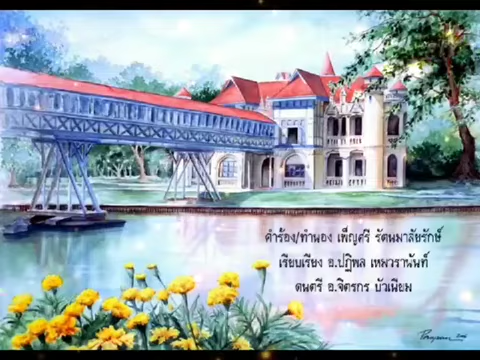 คำร้อง/ทำนอง เพ็ญศรี รัตนมาลัยรักษ์
เรียบเรียง อ.ปฏิพล เหมวรานันท์
ดนตรี อ.จิตรกร บัวเนียม